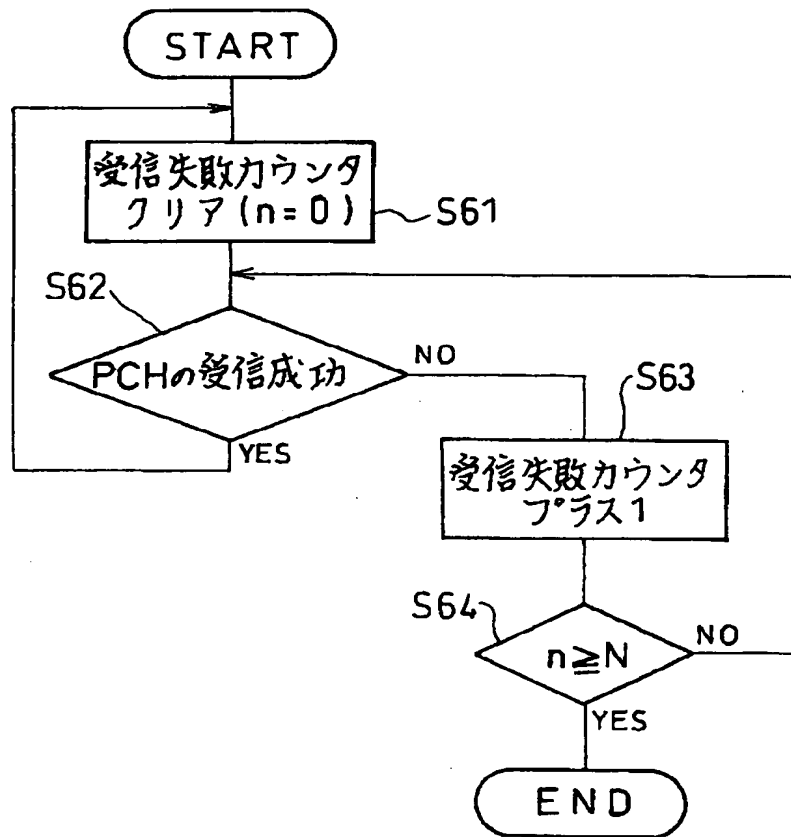 START
受信失敗カウンタ
クリア(n=0)
S61
S62
PCHの受信成功
NO
YES
S63
受信失敗カウンタ
プラス1
S64
n≧N
NO
YES
END